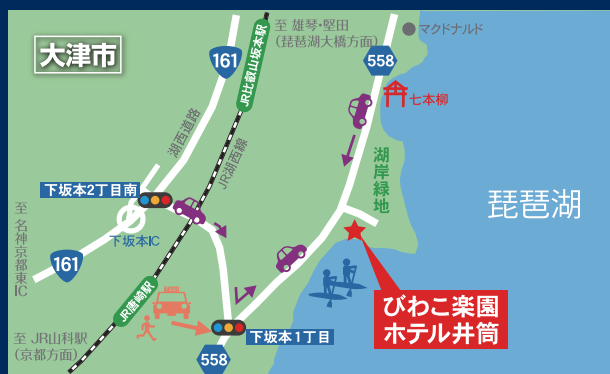 大津市
161
JR比叡山坂本駅
至 雄琴・堅田
（琵琶湖大橋方面）
マクドナルド
558
七本柳
湖西道路
JR湖西線
湖岸緑地
琵琶湖
下坂本2丁目南
下坂本IC
至 名神京都東IC
161
JR唐崎駅
びわこ楽園
ホテル井筒
至 JR山科駅
（京都方面）
下坂本1丁目
558